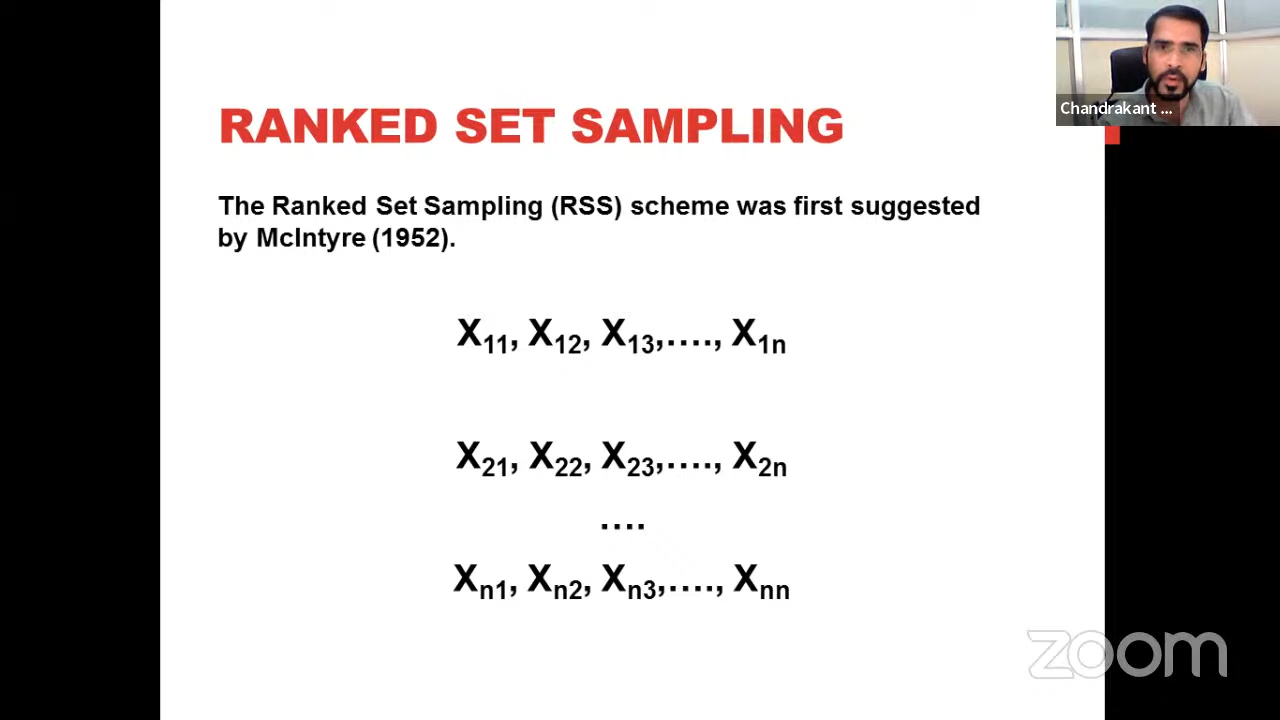 Chandrakant ...
RANKED SET SAMPLING
The Ranked Set Sampling (RSS) scheme was first suggested
by McIntyre (1952).
X₁₁, X₁₂, X₁₃,...., X₁ₙ
X₂₁, X₂₂, X₂₃,...., X₂ₙ
....
Xₙ₁, Xₙ₂, Xₙ₃,...., Xₙₙ
zoom